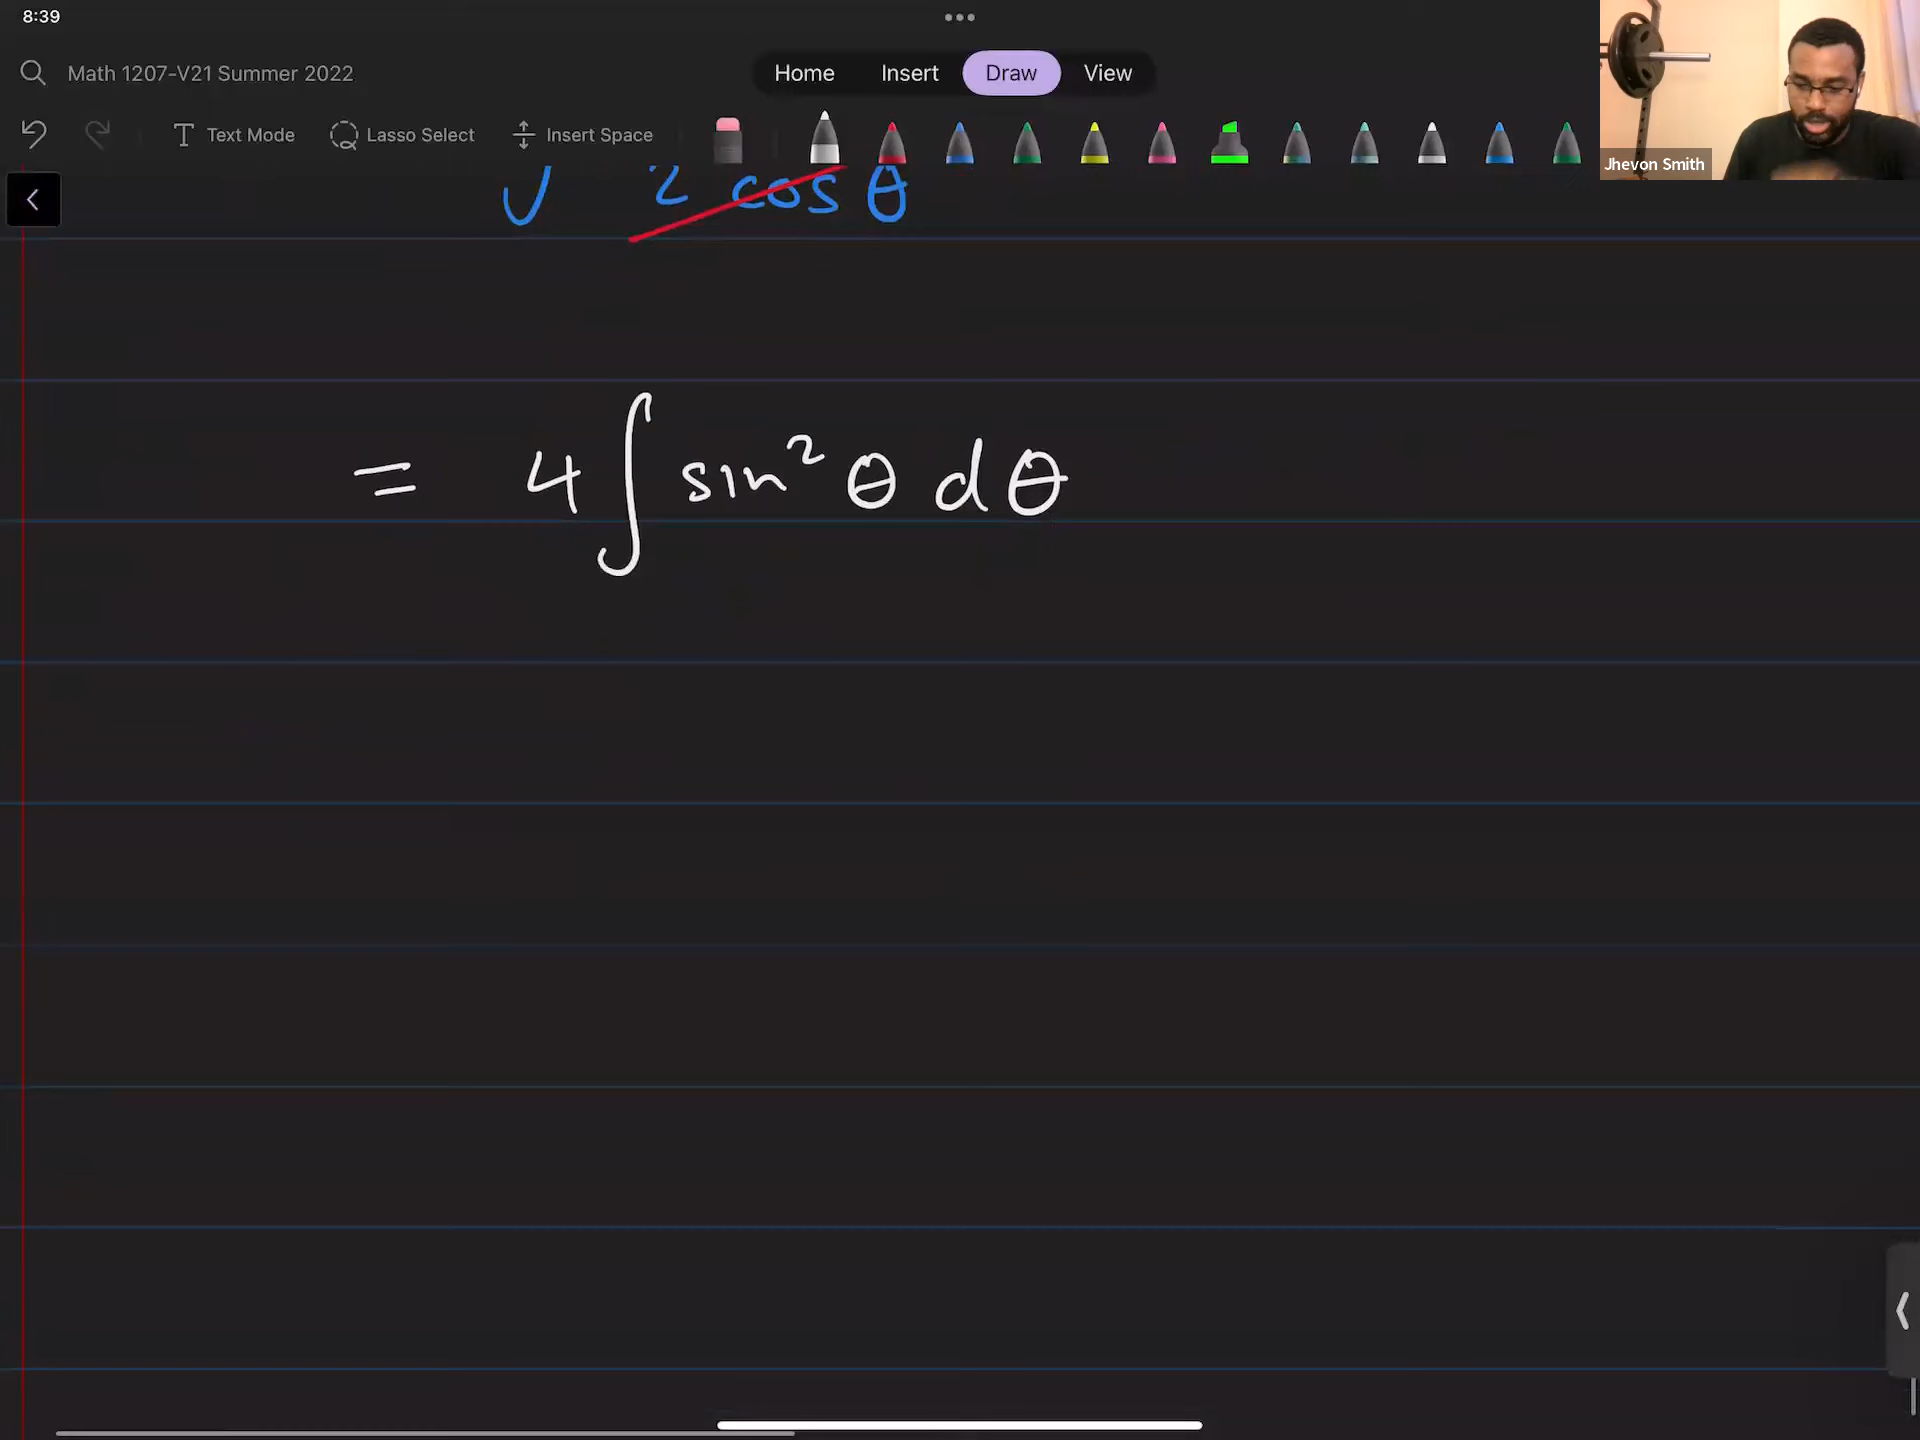 8:39
Math 1207-V21 Summer 2022
Home Insert Draw View
Text Mode Lasso Select Insert Space
Jhevon Smith
∫ 2 cos θ
= 4 ∫ sin² θ dθ